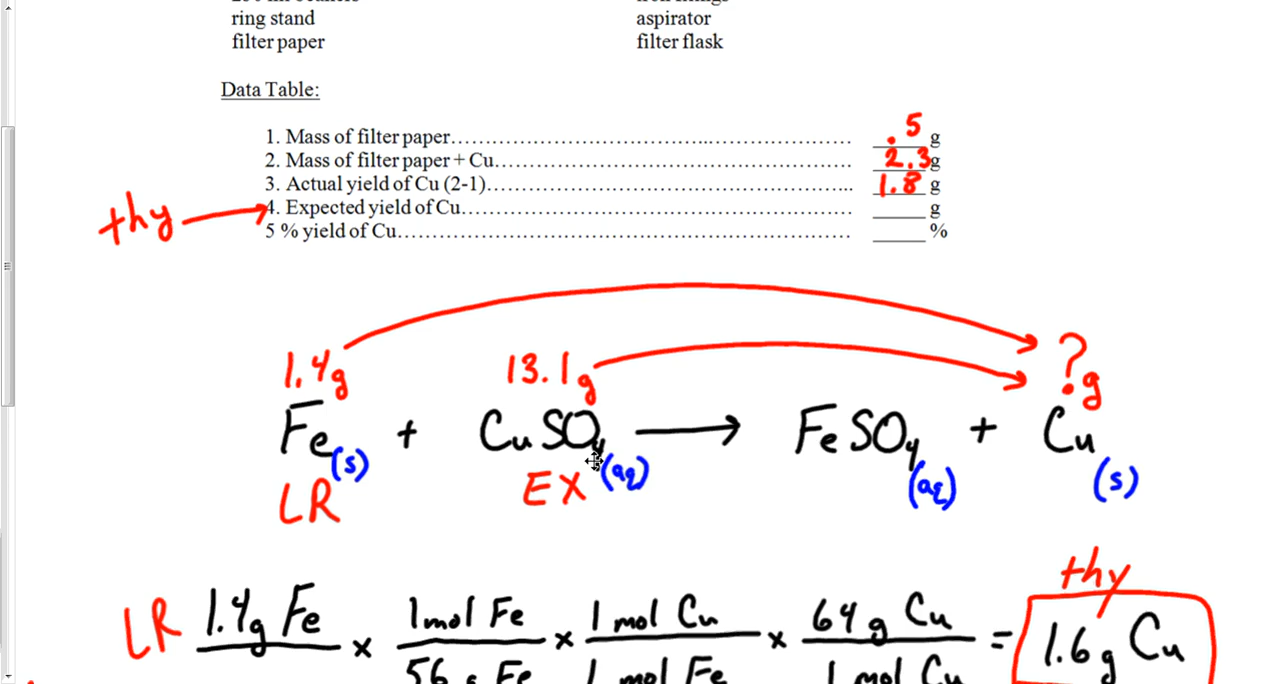 ring stand aspirator
filter paper filter flask
Data Table:
1. Mass of filter paper................................................................ .5 g
2. Mass of filter paper + Cu........................................................ 2.3 g
3. Actual yield of Cu (2-1).......................................................... 1.8 g
thy
4. Expected yield of Cu............................................................. ______ g
5 % yield of Cu........................................................................ ______ %
1.4g 13.1g ?g
Fe(s) + CuSO4(aq) → FeSO4(aq) + Cu(s)
LR EX
thy
LR 1.4g Fe × 1mol Fe × 1 mol Cu × 64g Cu = 1.6g Cu
56 g Fe 1 mol Fe 1 mol Cu